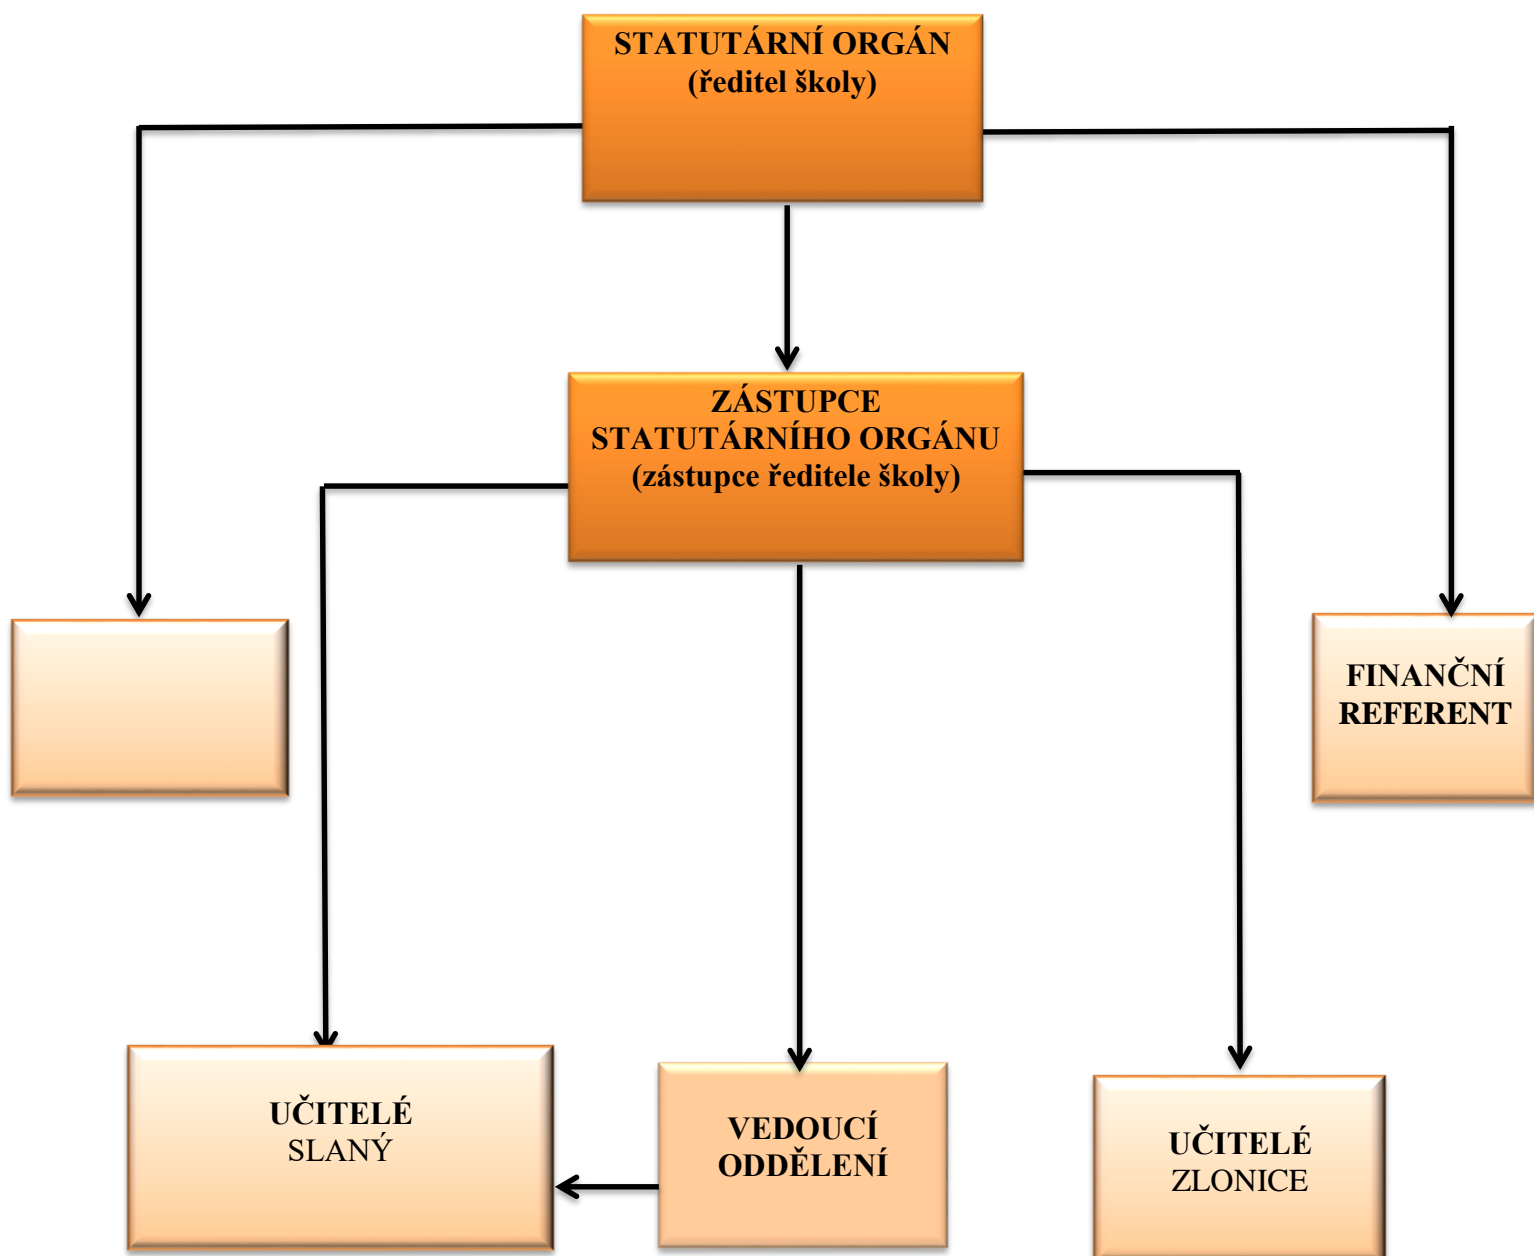 STATUTÁRNÍ ORGÁN
(ředitel školy)
ZÁSTUPCE
STATUTÁRNÍHO ORGÁNU
(zástupce ředitele školy)
FINANČNÍ
REFERENT
UČITELÉ
SLANÝ
VEDOUCÍ
ODDĚLENÍ
UČITELÉ
ZLONICE